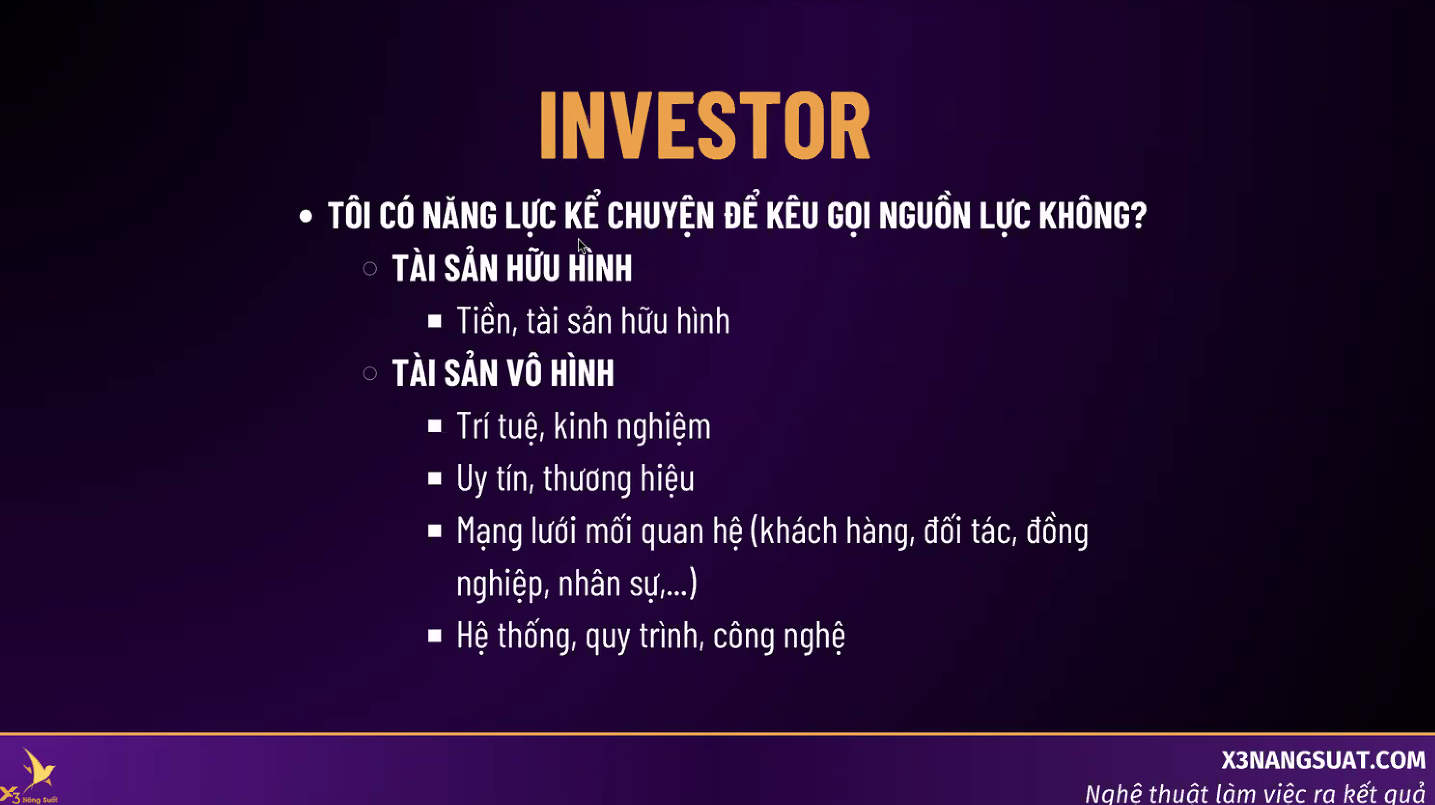 INVESTOR
TÔI CÓ NĂNG LỰC KỂ CHUYỆN ĐỂ KÊU GỌI NGUỒN LỰC KHÔNG?
TÀI SẢN HỮU HÌNH
Tiền, tài sản hữu hình
TÀI SẢN VÔ HÌNH
Trí tuệ, kinh nghiệm
Uy tín, thương hiệu
Mạng lưới mối quan hệ (khách hàng, đối tác, đồng
nghiệp, nhân sự,...)
Hệ thống, quy trình, công nghệ
X3NANGSUAT.COM
Nghệ thuật làm việc ra kết quả
X3 Năng Suất